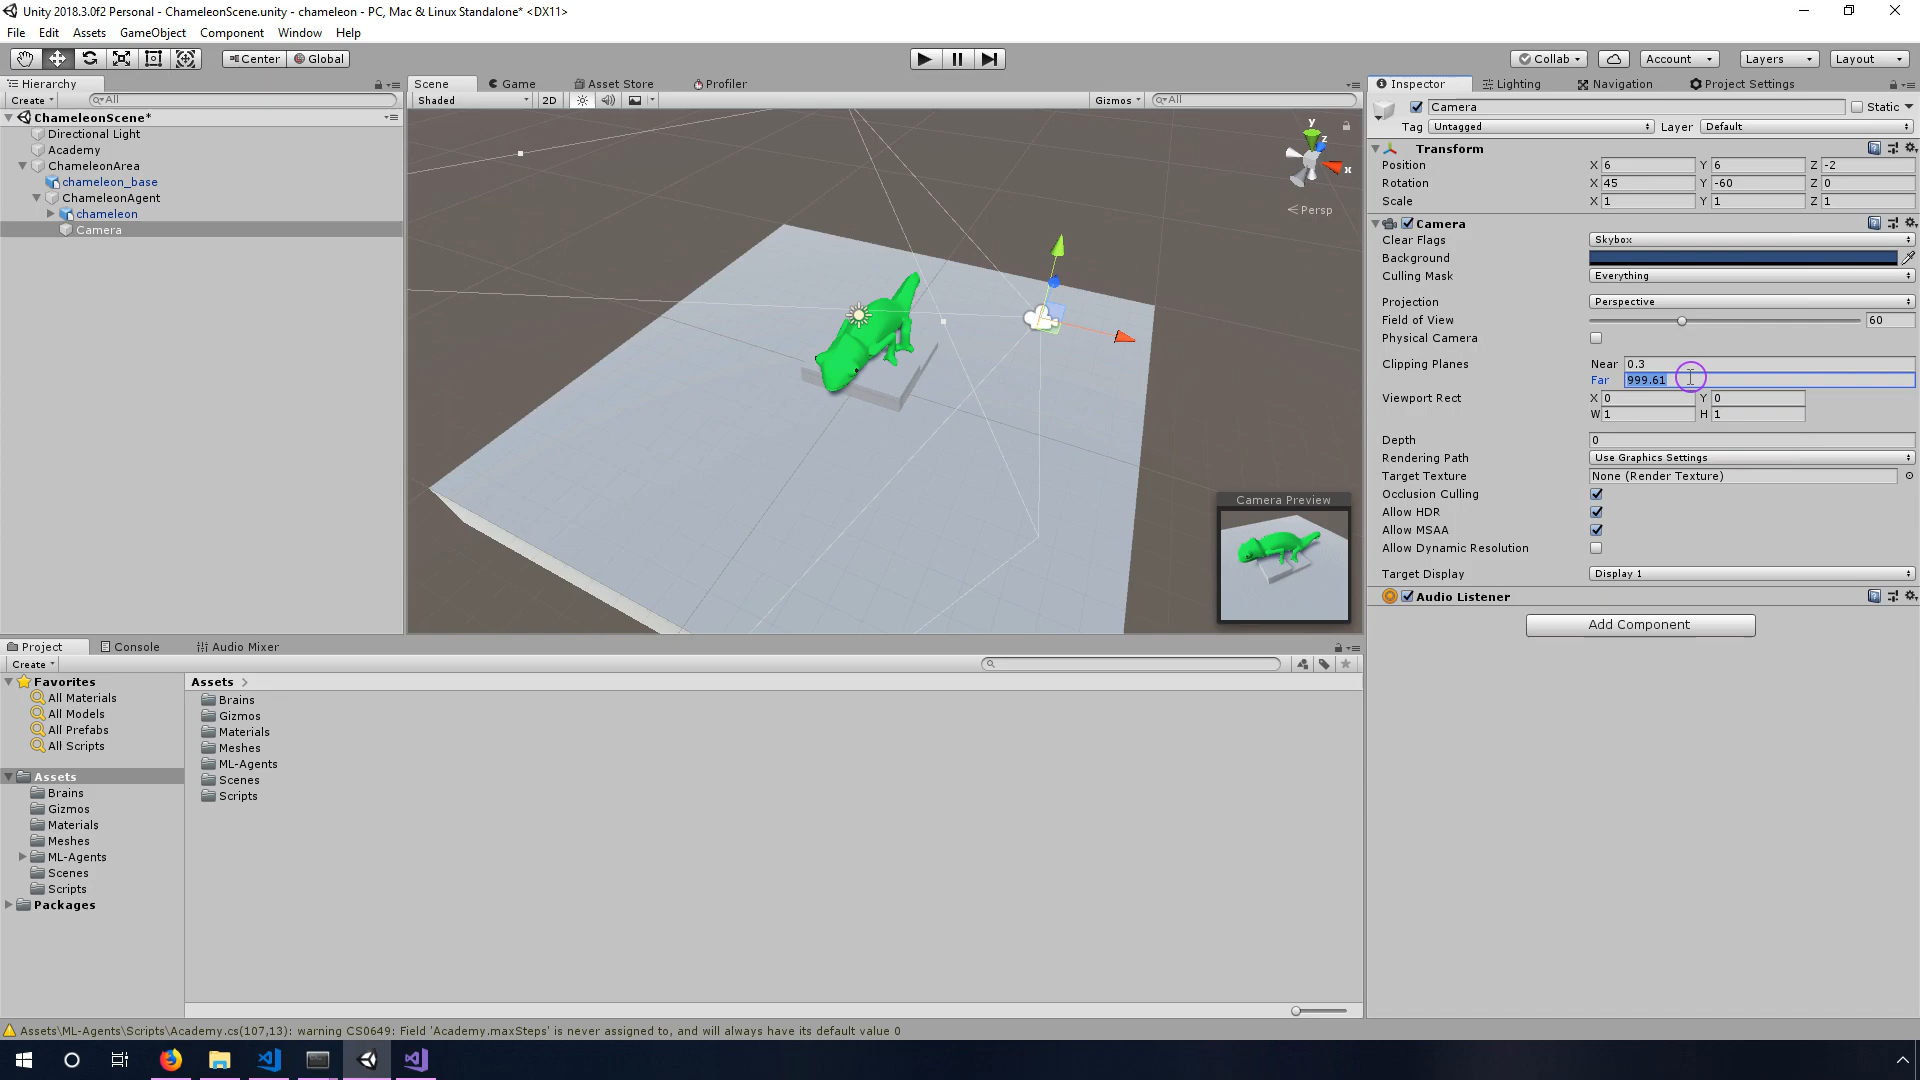 Unity 2018.3.0f2 Personal - ChameleonScene.unity - chameleon - PC, Mac & Linux Standalone* <DX11>
File Edit Assets GameObject Component Window Help
Center Global Collab Account Layers Layout
Hierarchy
Create All
ChameleonScene*
Directional Light
Academy
ChameleonArea
chameleon_base
ChameleonAgent
chameleon
Camera
Scene Game Asset Store Profiler
Shaded 2D Gizmos All
y
z
x
Persp
Camera Preview
Inspector Lighting Navigation Project Settings
Camera Static
Tag Untagged Layer Default
Transform
Position X 6 Y 6 Z -2
Rotation X 45 Y -60 Z 0
Scale X 1 Y 1 Z 1
Camera
Clear Flags Skybox
Background
Culling Mask Everything
Projection Perspective
Field of View 60
Physical Camera
Clipping Planes Near 0.3
Far 999.61
Viewport Rect X 0 Y 0
W 1 H 1
Depth 0
Rendering Path Use Graphics Settings
Target Texture None (Render Texture)
Occlusion Culling
Allow HDR
Allow MSAA
Allow Dynamic Resolution
Target Display Display 1
Audio Listener
Add Component
Project Console Audio Mixer
Create
Favorites
All Materials
All Models
All Prefabs
All Scripts
Assets
Brains
Gizmos
Materials
Meshes
ML-Agents
Scenes
Scripts
Packages
Assets
Brains
Gizmos
Materials
Meshes
ML-Agents
Scenes
Scripts
Assets\ML-Agents\Scripts\Academy.cs(107,13): warning CS0649: Field 'Academy.maxSteps' is never assigned to, and will always have its default value 0